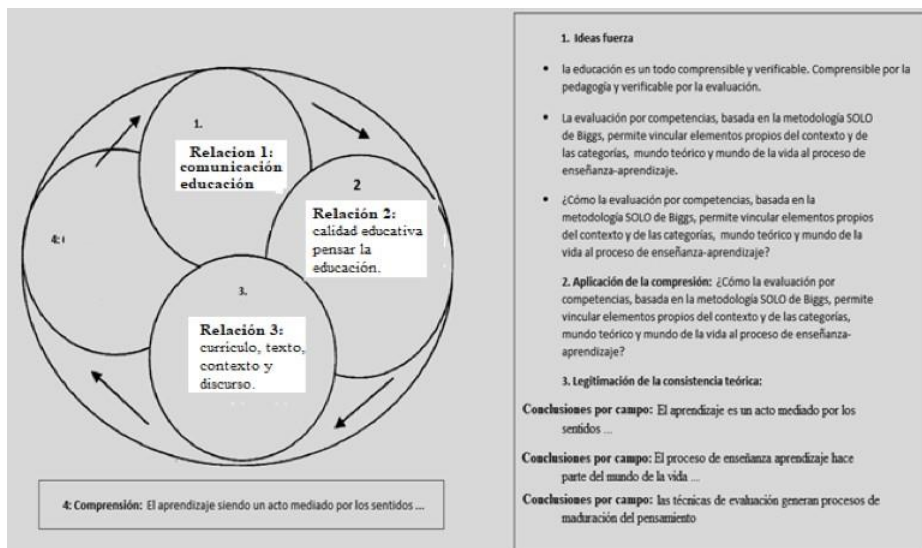 1.
Relacion 1:
comunicación
educación
2
Relación 2:
calidad educativa
pensar la
educación.
4:
3.
Relación 3:
curriculo, texto,
contexto y
discurso.
4: Comprensión: El aprendizaje siendo un acto mediado por los sentidos ...
1. Ideas fuerza
• la educación es un todo comprensible y verificable. Comprensible por la
pedagogía y verificable por la evaluación.
• La evaluación por competencias, basada en la metodología SOLO
de Biggs, permite vincular elementos propios del contexto y de
las categorías, mundo teórico y mundo de la vida al proceso de
enseñanza-aprendizaje.
• ¿Cómo la evaluación por competencias, basada en la
metodología SOLO de Biggs, permite vincular elementos propios
del contexto y de las categorías, mundo teórico y mundo de la
vida al proceso de enseñanza-aprendizaje?
2. Aplicación de la compresión: ¿Cómo la evaluación por
competencias, basada en la metodología SOLO de Biggs, permite
vincular elementos propios del contexto y de las categorías,
mundo teórico y mundo de la vida al proceso de enseñanza-
aprendizaje?
3. Legitimación de la consistencia teórica:
Conclusiones por campo: El aprendizaje es un acto mediado por los
sentidos ...
Conclusiones por campo: El proceso de enseñanza aprendizaje hace
parte del mundo de la vida ...
Conclusiones por campo: las técnicas de evaluación generan procesos de
maduración del pensamiento